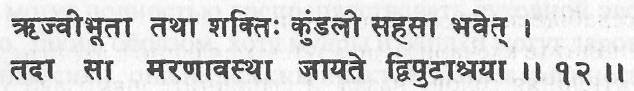 ऋज्वीभूता तथा शक्तिः कुंडली सहसा भवेत् ।
तदा सा मरणावस्था जायते द्विपुटाश्रया ॥ १२ ॥